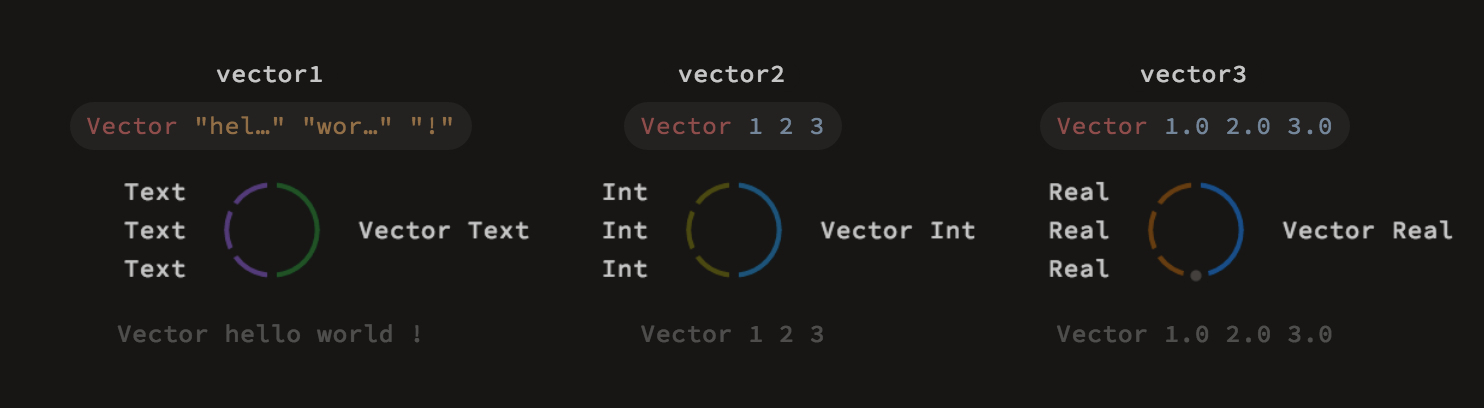 vector1
Vector "hel…" "wor…" "!"
Text
Text
Text
Vector Text
Vector hello world !
vector2
Vector 1 2 3
Int
Int
Int
Vector Int
Vector 1 2 3
vector3
Vector 1.0 2.0 3.0
Real
Real
Real
Vector Real
Vector 1.0 2.0 3.0